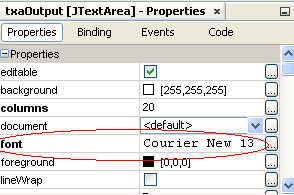 txaOutput [JTextArea] - Properties
Properties Binding Events Code
Properties
editable
background [255,255,255]
columns 20
document <default>
font Courier New 13
foreground [0,0,0]
lineWrap